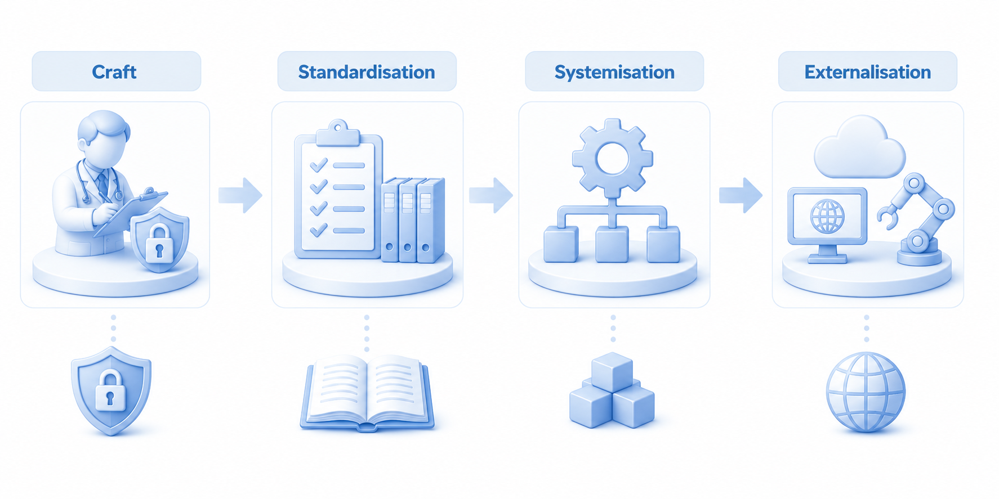 Craft
Standardisation
Systemisation
Externalisation